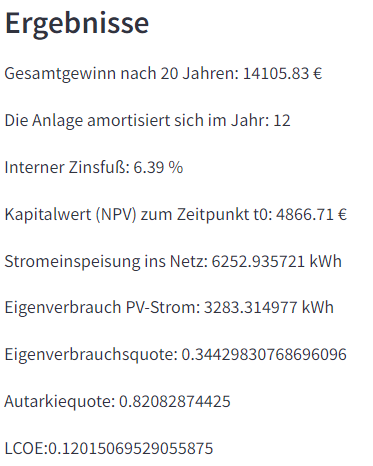 Ergebnisse
Gesamtgewinn nach 20 Jahren: 14105.83 €
Die Anlage amortisiert sich im Jahr: 12
Interner Zinsfuß: 6.39 %
Kapitalwert (NPV) zum Zeitpunkt t0: 4866.71 €
Stromeinspeisung ins Netz: 6252.935721 kWh
Eigenverbrauch PV-Strom: 3283.314977 kWh
Eigenverbrauchsquote: 0.34429830768696096
Autarkiequote: 0.82082874425
LCOE:0.12015069529055875